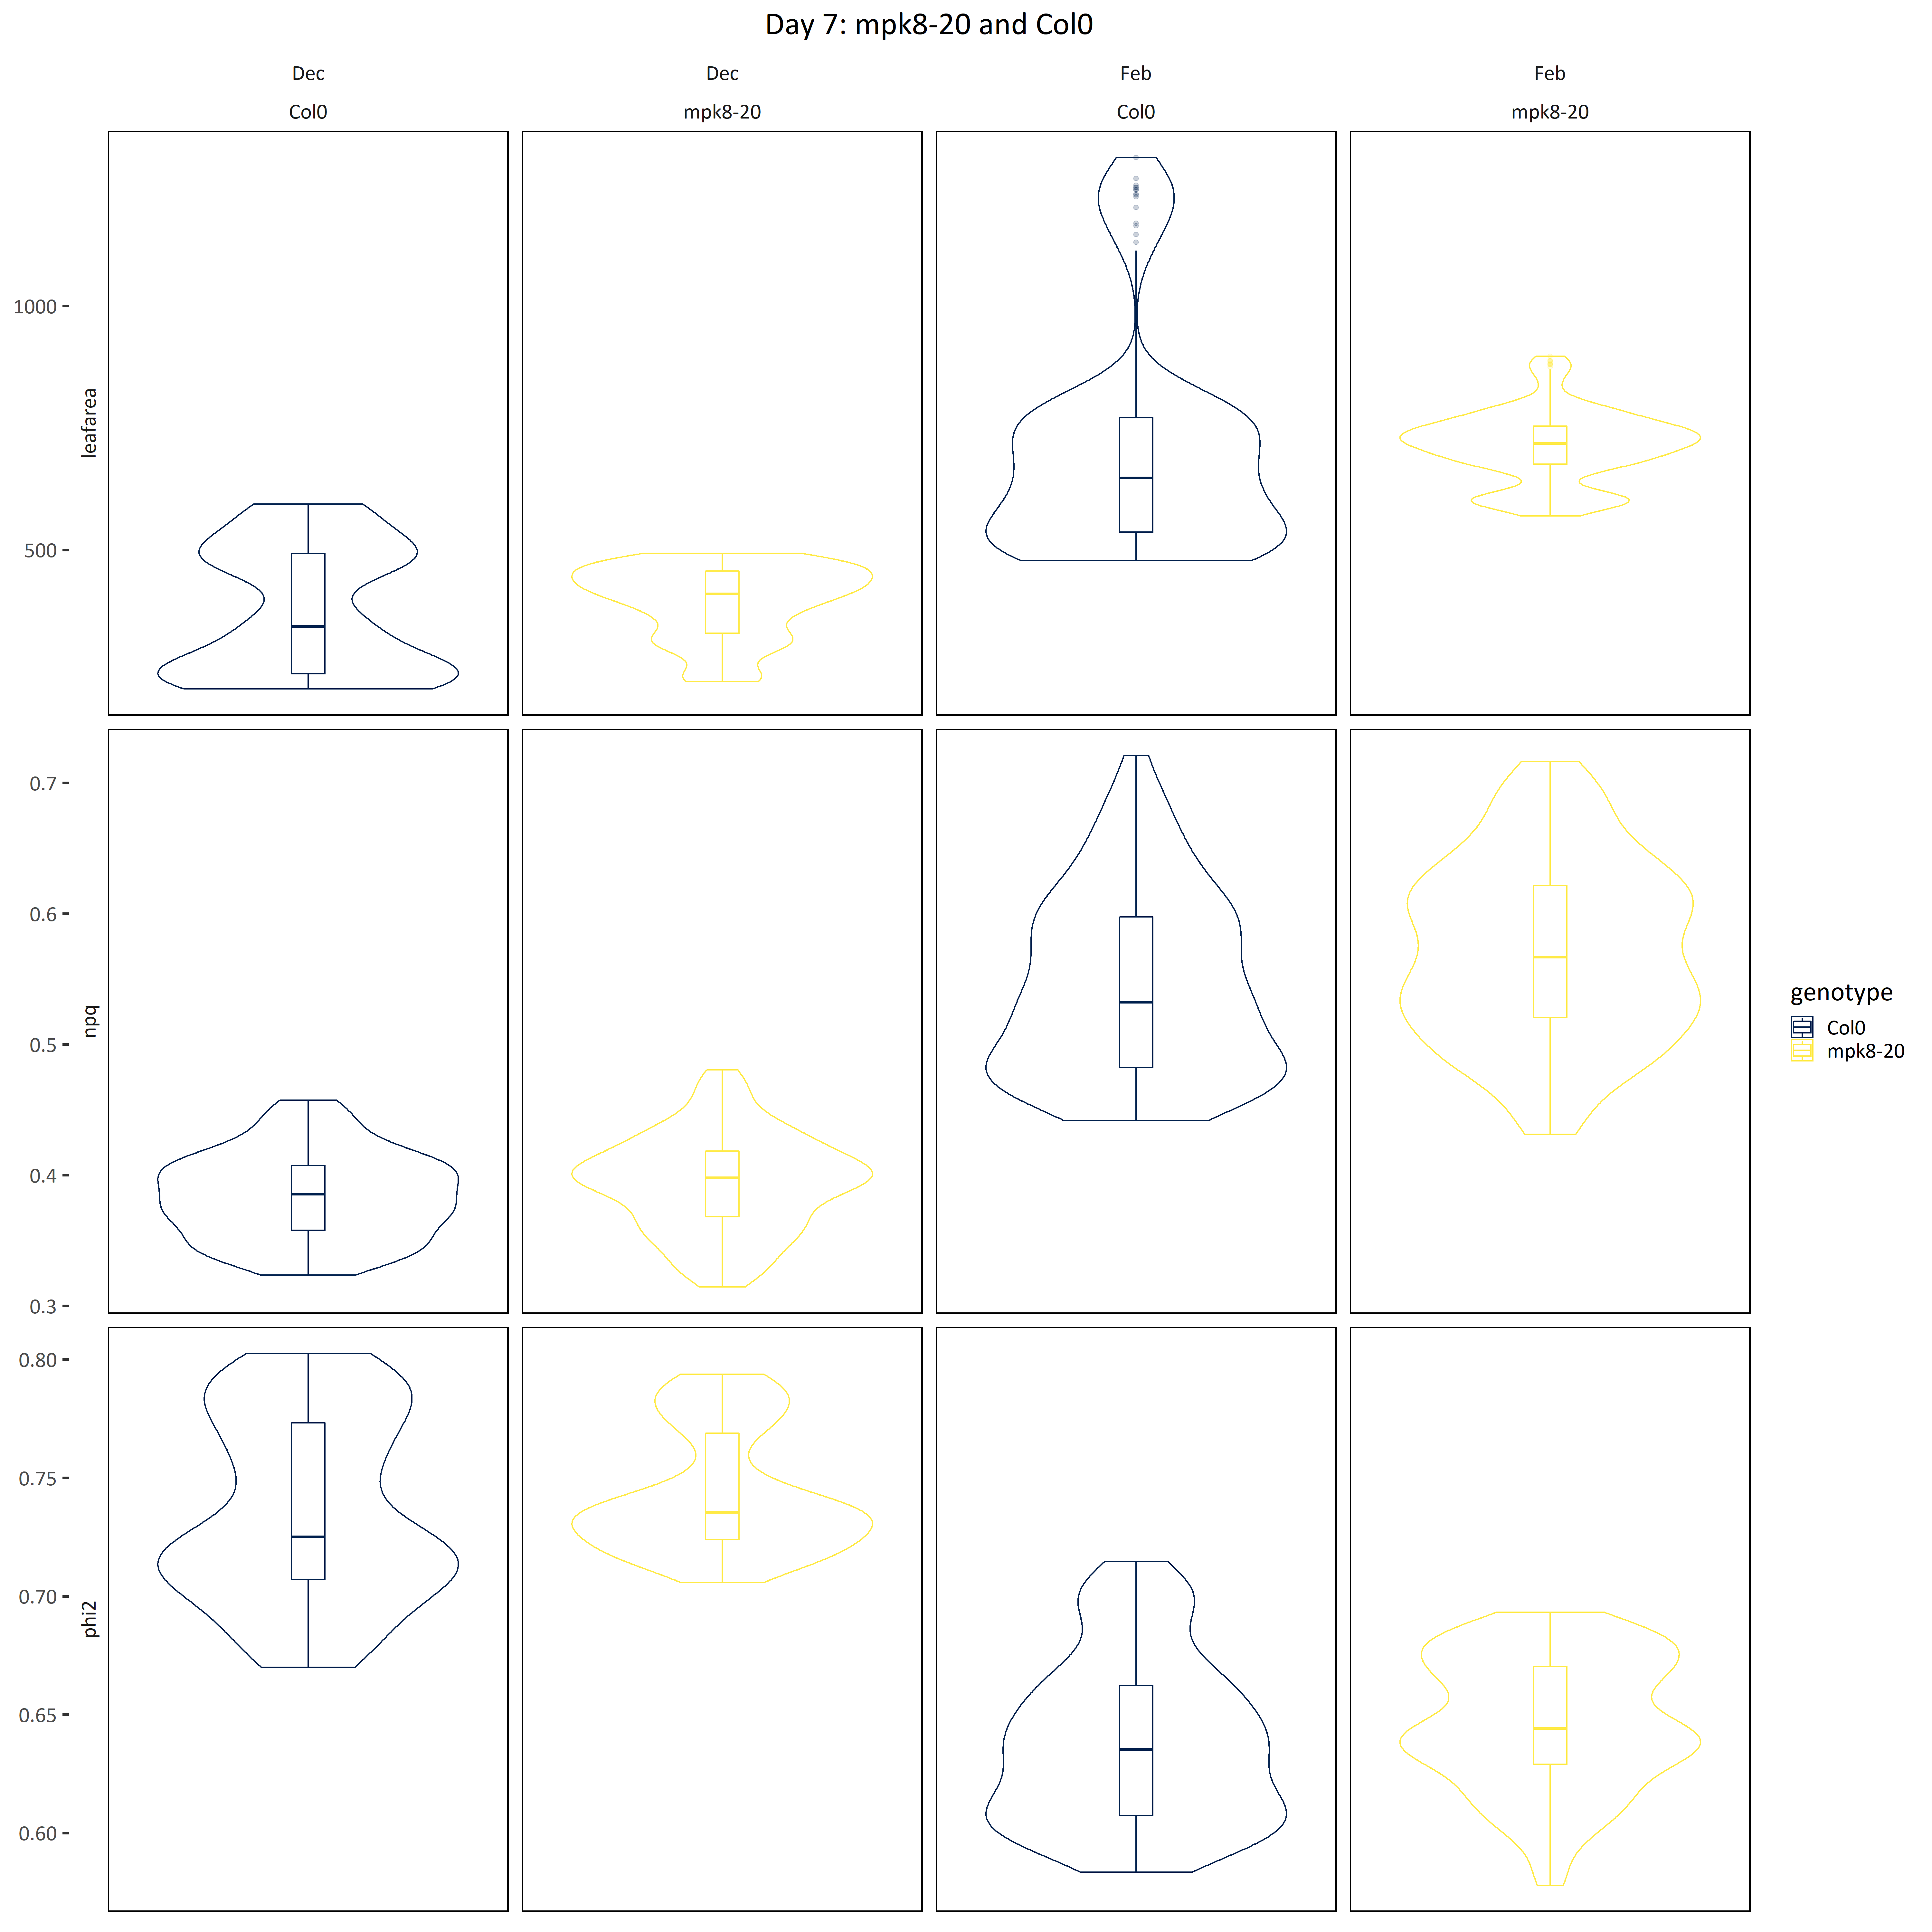 Day 7: mpk8-20 and Col0
Dec
Dec
Feb
Feb
Col0
mpk8-20
Col0
mpk8-20
leafarea
1000
500
npq
0.7
0.6
0.5
0.4
0.3
phi2
0.80
0.75
0.70
0.65
0.60
genotype
Col0
mpk8-20